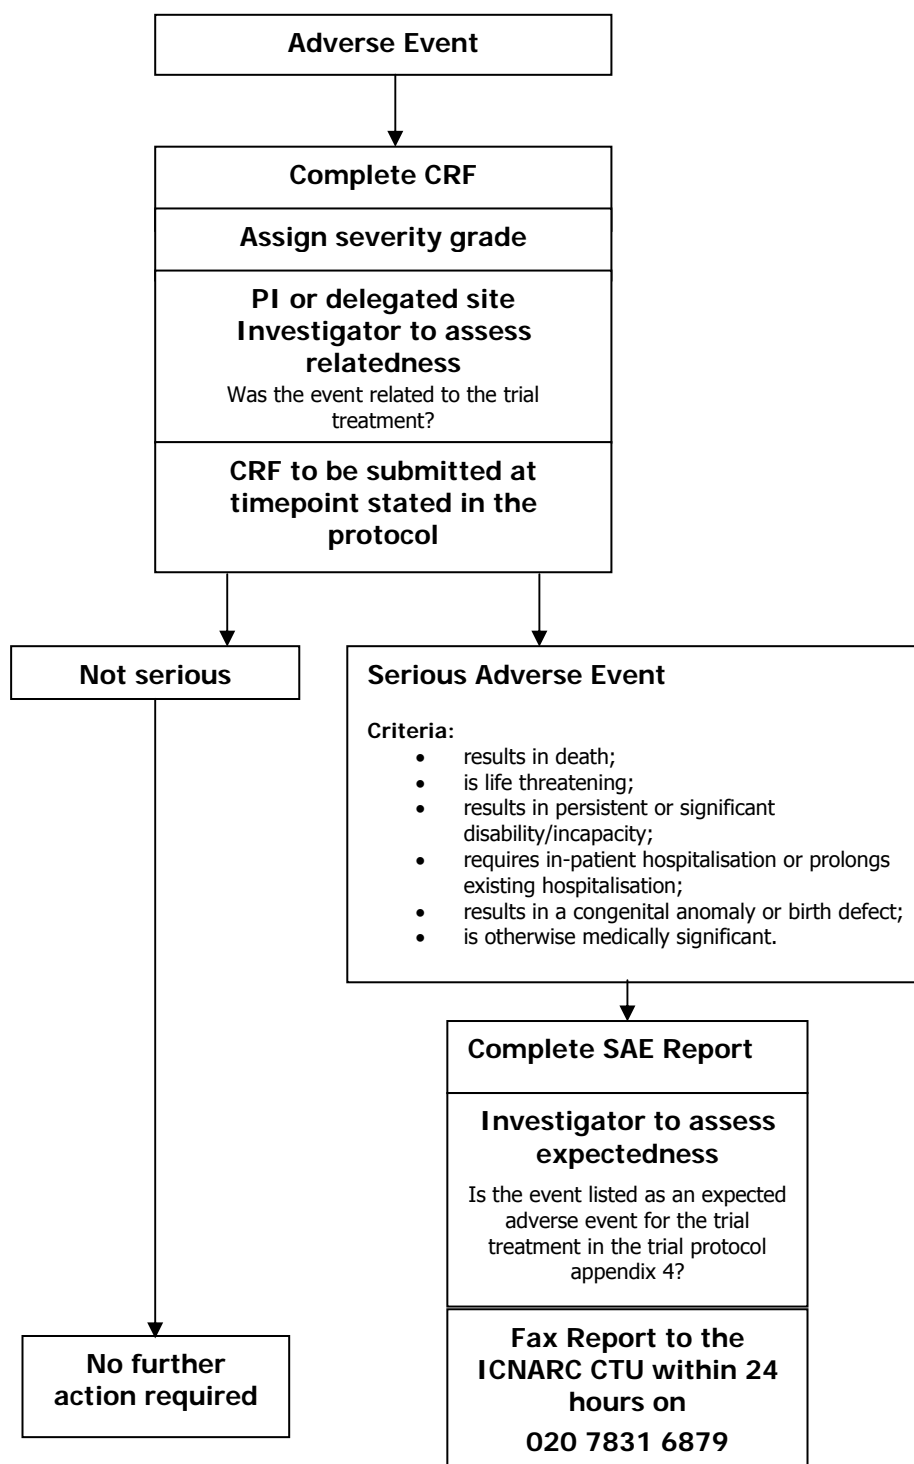 Adverse Event
Complete CRF
Assign severity grade
PI or delegated site
Investigator to assess
relatedness
Was the event related to the trial
treatment?
CRF to be submitted at
timepoint stated in the
protocol
Not serious
Serious Adverse Event
Criteria:
• results in death;
• is life threatening;
• results in persistent or significant
disability/incapacity;
• requires in-patient hospitalisation or prolongs
existing hospitalisation;
• results in a congenital anomaly or birth defect;
• is otherwise medically significant.
Complete SAE Report
Investigator to assess
expectedness
Is the event listed as an expected
adverse event for the trial
treatment in the trial protocol
appendix 4?
No further
action required
Fax Report to the
ICNARC CTU within 24
hours on
020 7831 6879